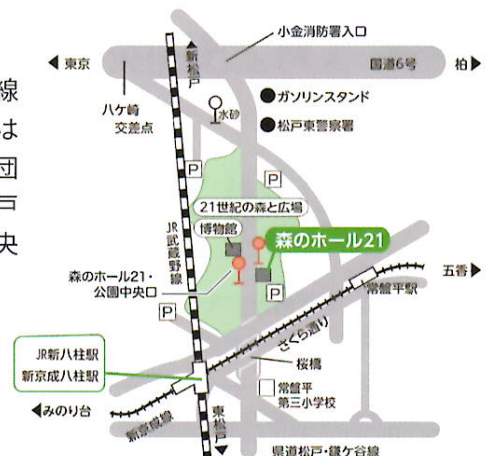 線
は
団
戸
央
小金消防署入口
東京
新松戸
国道6号
柏
八ケ崎
交差点
水砂
ガソリンスタンド
松戸東警察署
P
P
21世紀の森と広場
博物館
森のホール21
JR武蔵野線
森のホール21・
公園中央口
P
P
五香
常盤平駅
さくら通り
JR新八柱駅
新京成八柱駅
桜橋
常盤平
第三小学校
みのり台
新京成線
東松戸
県道松戸・鎌ケ谷線